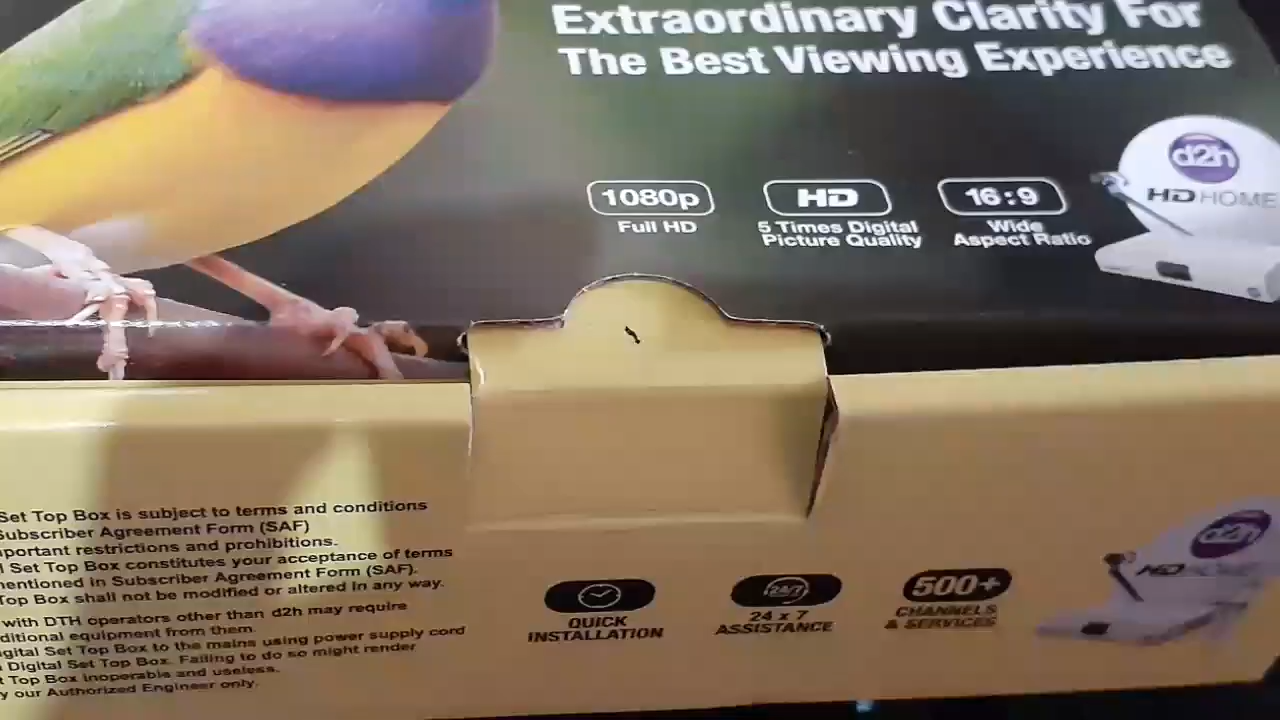 Extraordinary Clarity For
The Best Viewing Experience
1080p
Full HD
HD
5 Times Digital
Picture Quality
16:9
Wide
Aspect Ratio
d2h
HD HOME
Set Top Box is subject to terms and conditions
Subscriber Agreement Form (SAF)
restrictions and prohibitions.
Set Top Box constitutes your acceptance of terms
in Subscriber Agreement Form (SAF).
Top Box shall not be modified or altered in any way.
with DTH operators other than d2h may require
equipment from them.
Set Top Box to the mains using power supply cord
Digital Set Top Box. Failing to do so might render
Top Box inoperable and useless.
our Authorized Engineer only.
QUICK
INSTALLATION
24/7
24 x 7
ASSISTANCE
500+
CHANNELS
& SERVICES
d2h
HD HOME